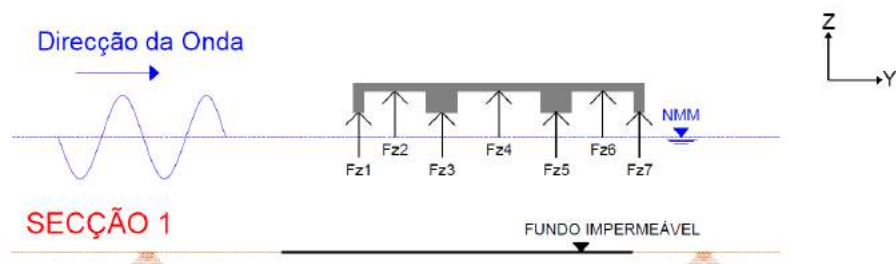 Direcção da Onda
Z
Y
NMM
Fz1
Fz2
Fz3
Fz4
Fz5
Fz6
Fz7
SECÇÃO 1
FUNDO IMPERMEÁVEL